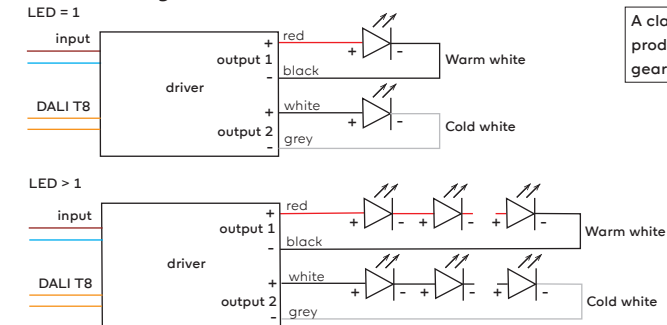 LED = 1
input
DALI T8
driver
+
output 1
-
+
output 2
-
red
black
white
grey
+
-
+
-
Warm white
Cold white
LED > 1
input
DALI T8
driver
+
output 1
-
+
output 2
-
red
black
white
grey
+
-
+
-
+
-
+
-
+
-
+
-
Warm white
Cold white
A cla
prod
gear